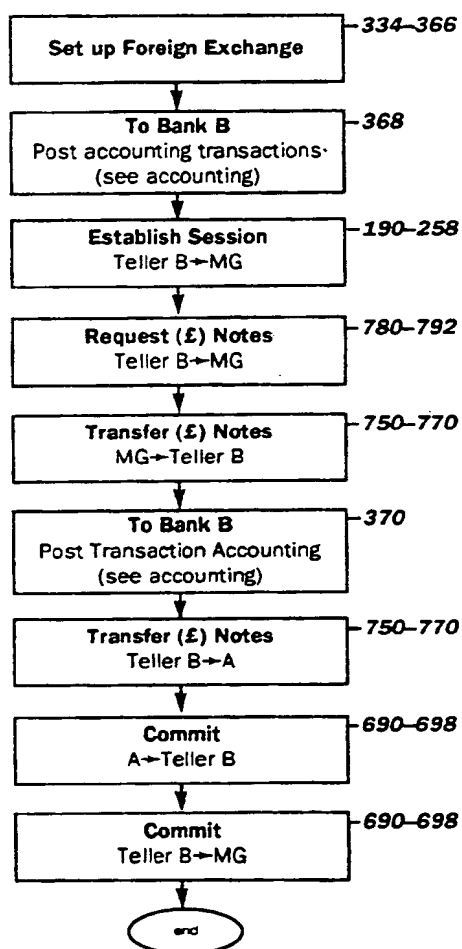 Set up Foreign Exchange
334–366
To Bank B
Post accounting transactions·
(see accounting)
368
Establish Session
Teller B→MG
190–258
Request (£) Notes
Teller B→MG
780–792
Transfer (£) Notes
MG→Teller B
750–770
To Bank B
Post Transaction Accounting
(see accounting)
370
Transfer (£) Notes
Teller B→A
750–770
Commit
A→Teller B
690–698
Commit
Teller B→MG
690–698
end